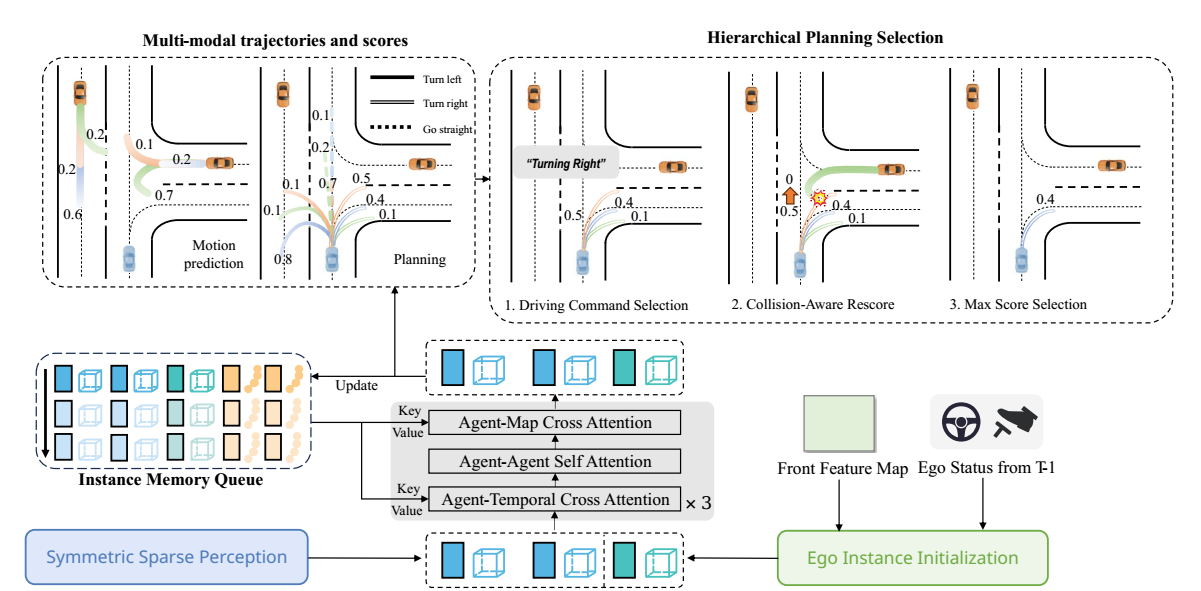 Multi-modal trajectories and scores
Hierarchical Planning Selection
Turn left
Turn right
Go straight
0.2
0.2
0.6
0.1
0.2
0.7
Motion
prediction
0.1
0.2
0.7
0.5
0.1
0.4
0.1
0.1
0.8
Planning
“Turning Right”
0.5
0.4
0.1
1. Driving Command Selection
0
0.5
0.4
0.1
2. Collision-Aware Rescore
0.4
3. Max Score Selection
Update
Instance Memory Queue
Key
Value
Agent-Map Cross Attention
Agent-Agent Self Attention
Key
Value
Agent-Temporal Cross Attention
× 3
Front Feature Map
Ego Status from T-1
Symmetric Sparse Perception
Ego Instance Initialization